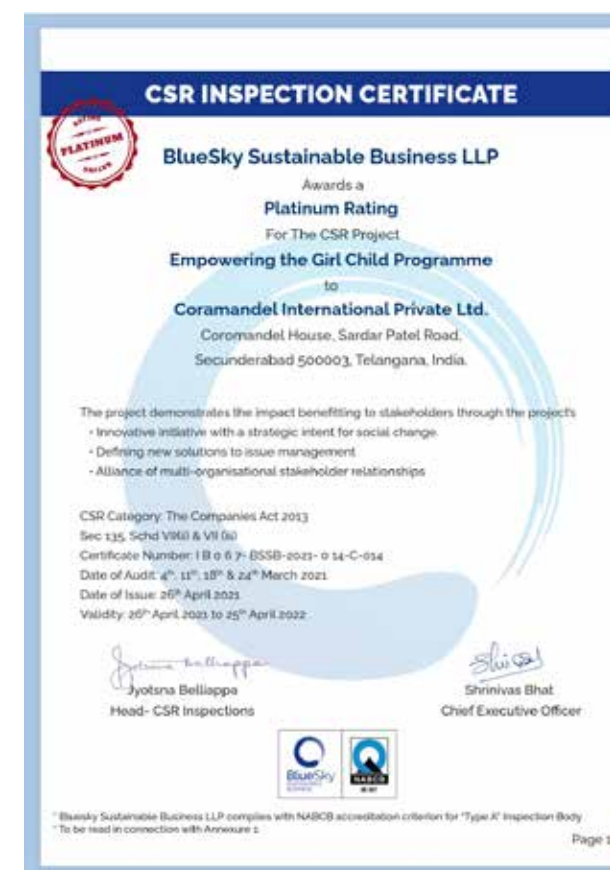 CSR INSPECTION CERTIFICATE
RATING
PLATINUM
BlueSky Sustainable Business LLP
Awards a
Platinum Rating
For The CSR Project
Empowering the Girl Child Programme
to
Coramandel International Private Ltd.
Coromandel House, Sardar Patel Road,
Secunderabad 500003, Telangana, India.
The project demonstrates the impact benefitting to stakeholders through the project's
• Innovative initiative with a strategic intent for social change.
• Defining new solutions to issue management
• Alliance of multi-organisational stakeholder relationships
CSR Category: The Companies Act 2013
Sec 135, Schd VII(ii) & VII (iii)
Certificate Number: I B 0 6 7- BSSB-2021- 0 14-C-014
Date of Audit: 4th, 11th, 18th & 24th March 2021
Date of Issue: 26th April 2021
Validity: 26th April 2021 to 25th April 2022
Jyotsna Belliappa
Jyotsna Belliappa
Head- CSR Inspections
Shrinivas Bhat
Chief Executive Officer
BlueSky
SUSTAINABLE
BUSINESS
NABCB
* Bluesky Sustainable Business LLP complies with NABCB accreditation criterion for "Type A" Inspection Body
* To be read in connection with Annexure 1.
Page 1